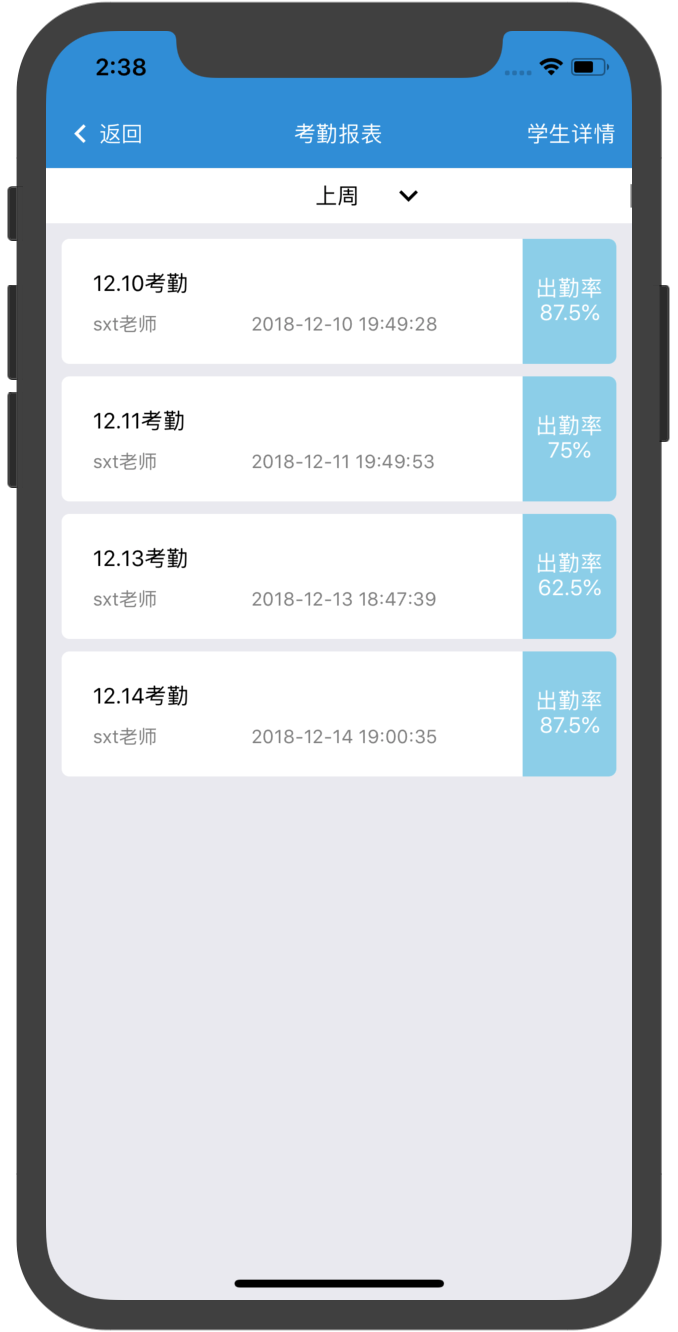 2:38
返回 考勤报表 学生详情
上周
12.10考勤
sxt老师 2018-12-10 19:49:28
出勤率
87.5%
12.11考勤
sxt老师 2018-12-11 19:49:53
出勤率
75%
12.13考勤
sxt老师 2018-12-13 18:47:39
出勤率
62.5%
12.14考勤
sxt老师 2018-12-14 19:00:35
出勤率
87.5%